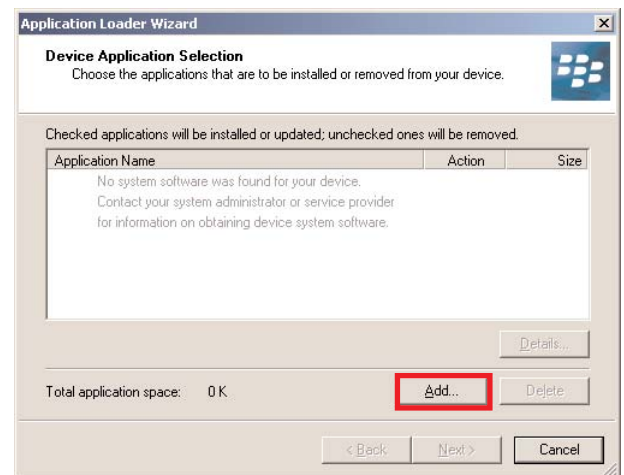 Application Loader Wizard
Device Application Selection
Choose the applications that are to be installed or removed from your device.
Checked applications will be installed or updated; unchecked ones will be removed.
Application Name Action Size
No system software was found for your device.
Contact your system administrator or service provider
for information on obtaining device system software.
Details...
Total application space: 0 K Add... Delete
< Back Next > Cancel